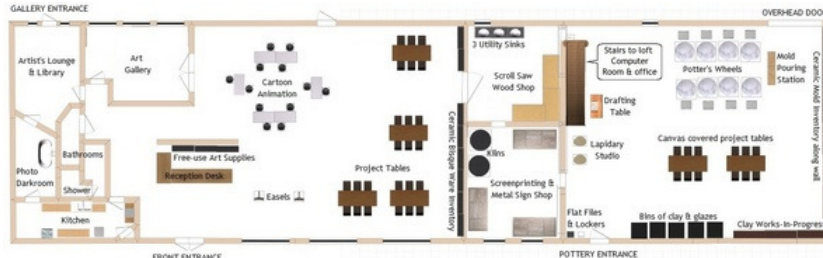 GALLERY ENTRANCE
OVERHEAD DOOR
Artist's Lounge
& Library
Art
Gallery
Cartoon
Animation
3 Utility Sinks
Scroll Saw
Wood Shop
Stairs to loft
Computer
Room & office
Potter's Wheels
Mold
Pouring
Station
Ceramic Mold Inventory along wall
Drafting
Table
Lapidary
Studio
Canvas covered project tables
Ceramic Bisque Ware Inventory
Bathrooms
Free-use Art Supplies
Photo
Darkroom
Shower
Reception Desk
Project Tables
Kilns
Easels
Screenprinting &
Metal Sign Shop
Kitchen
Flat Files
& Lockers
Bins of clay & glazes
Clay Works-In-Progress
FRONT ENTRANCE
POTTERY ENTRANCE